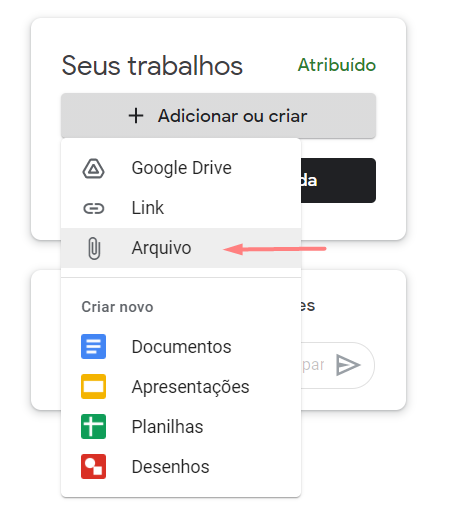 Seus trabalhos
Atribuído
Adicionar ou criar
Google Drive
Link
Arquivo
Criar novo
Documentos
Apresentações
Planilhas
Desenhos